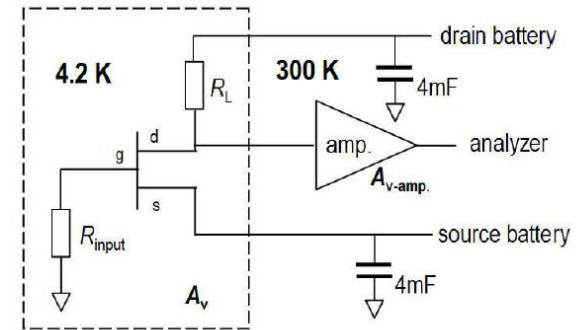 drain battery
4.2 K
300 K
R_L
4mF
d
g
amp.
analyzer
A_v-amp.
s
R_input
source battery
A_v
4mF